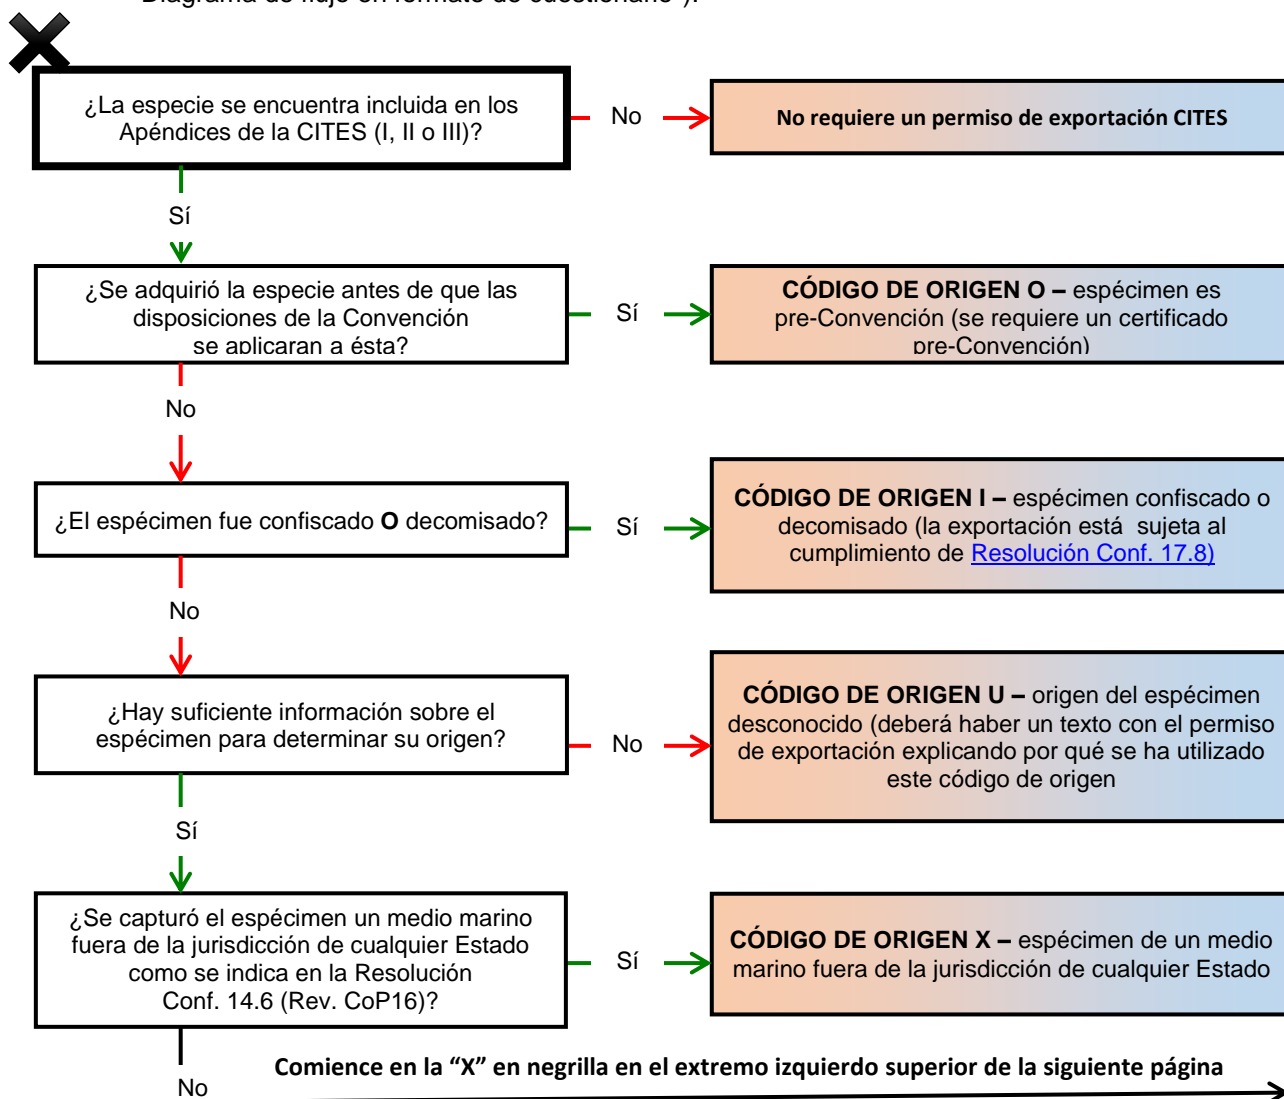 Diagrama de flujo en formato de cuestionario").
¿La especie se encuentra incluida en los
Apéndices de la CITES (I, II o III)?
No
No requiere un permiso de exportación CITES
Sí
¿Se adquirió la especie antes de que las
disposiciones de la Convención
se aplicaran a ésta?
Sí
CÓDIGO DE ORIGEN O – espécimen es
pre-Convención (se requiere un certificado
pre-Convención)
No
¿El espécimen fue confiscado O decomisado?
Sí
CÓDIGO DE ORIGEN I – espécimen confiscado o
decomisado (la exportación está sujeta al
cumplimiento de Resolución Conf. 17.8)
No
¿Hay suficiente información sobre el
espécimen para determinar su origen?
No
CÓDIGO DE ORIGEN U – origen del espécimen
desconocido (deberá haber un texto con el permiso
de exportación explicando por qué se ha utilizado
este código de origen
Sí
¿Se capturó el espécimen un medio marino
fuera de la jurisdicción de cualquier Estado
como se indica en la Resolución
Conf. 14.6 (Rev. CoP16)?
Sí
CÓDIGO DE ORIGEN X – espécimen de un medio
marino fuera de la jurisdicción de cualquier Estado
No
Comience en la “X” en negrilla en el extremo izquierdo superior de la siguiente página